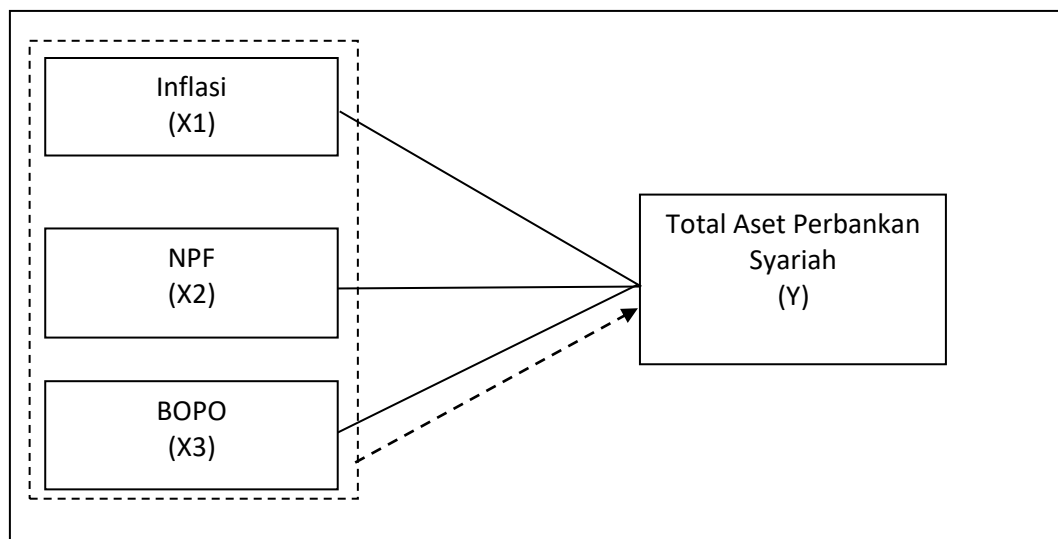 Inflasi
(X1)
NPF
(X2)
BOPO
(X3)
Total Aset Perbankan
Syariah
(Y)